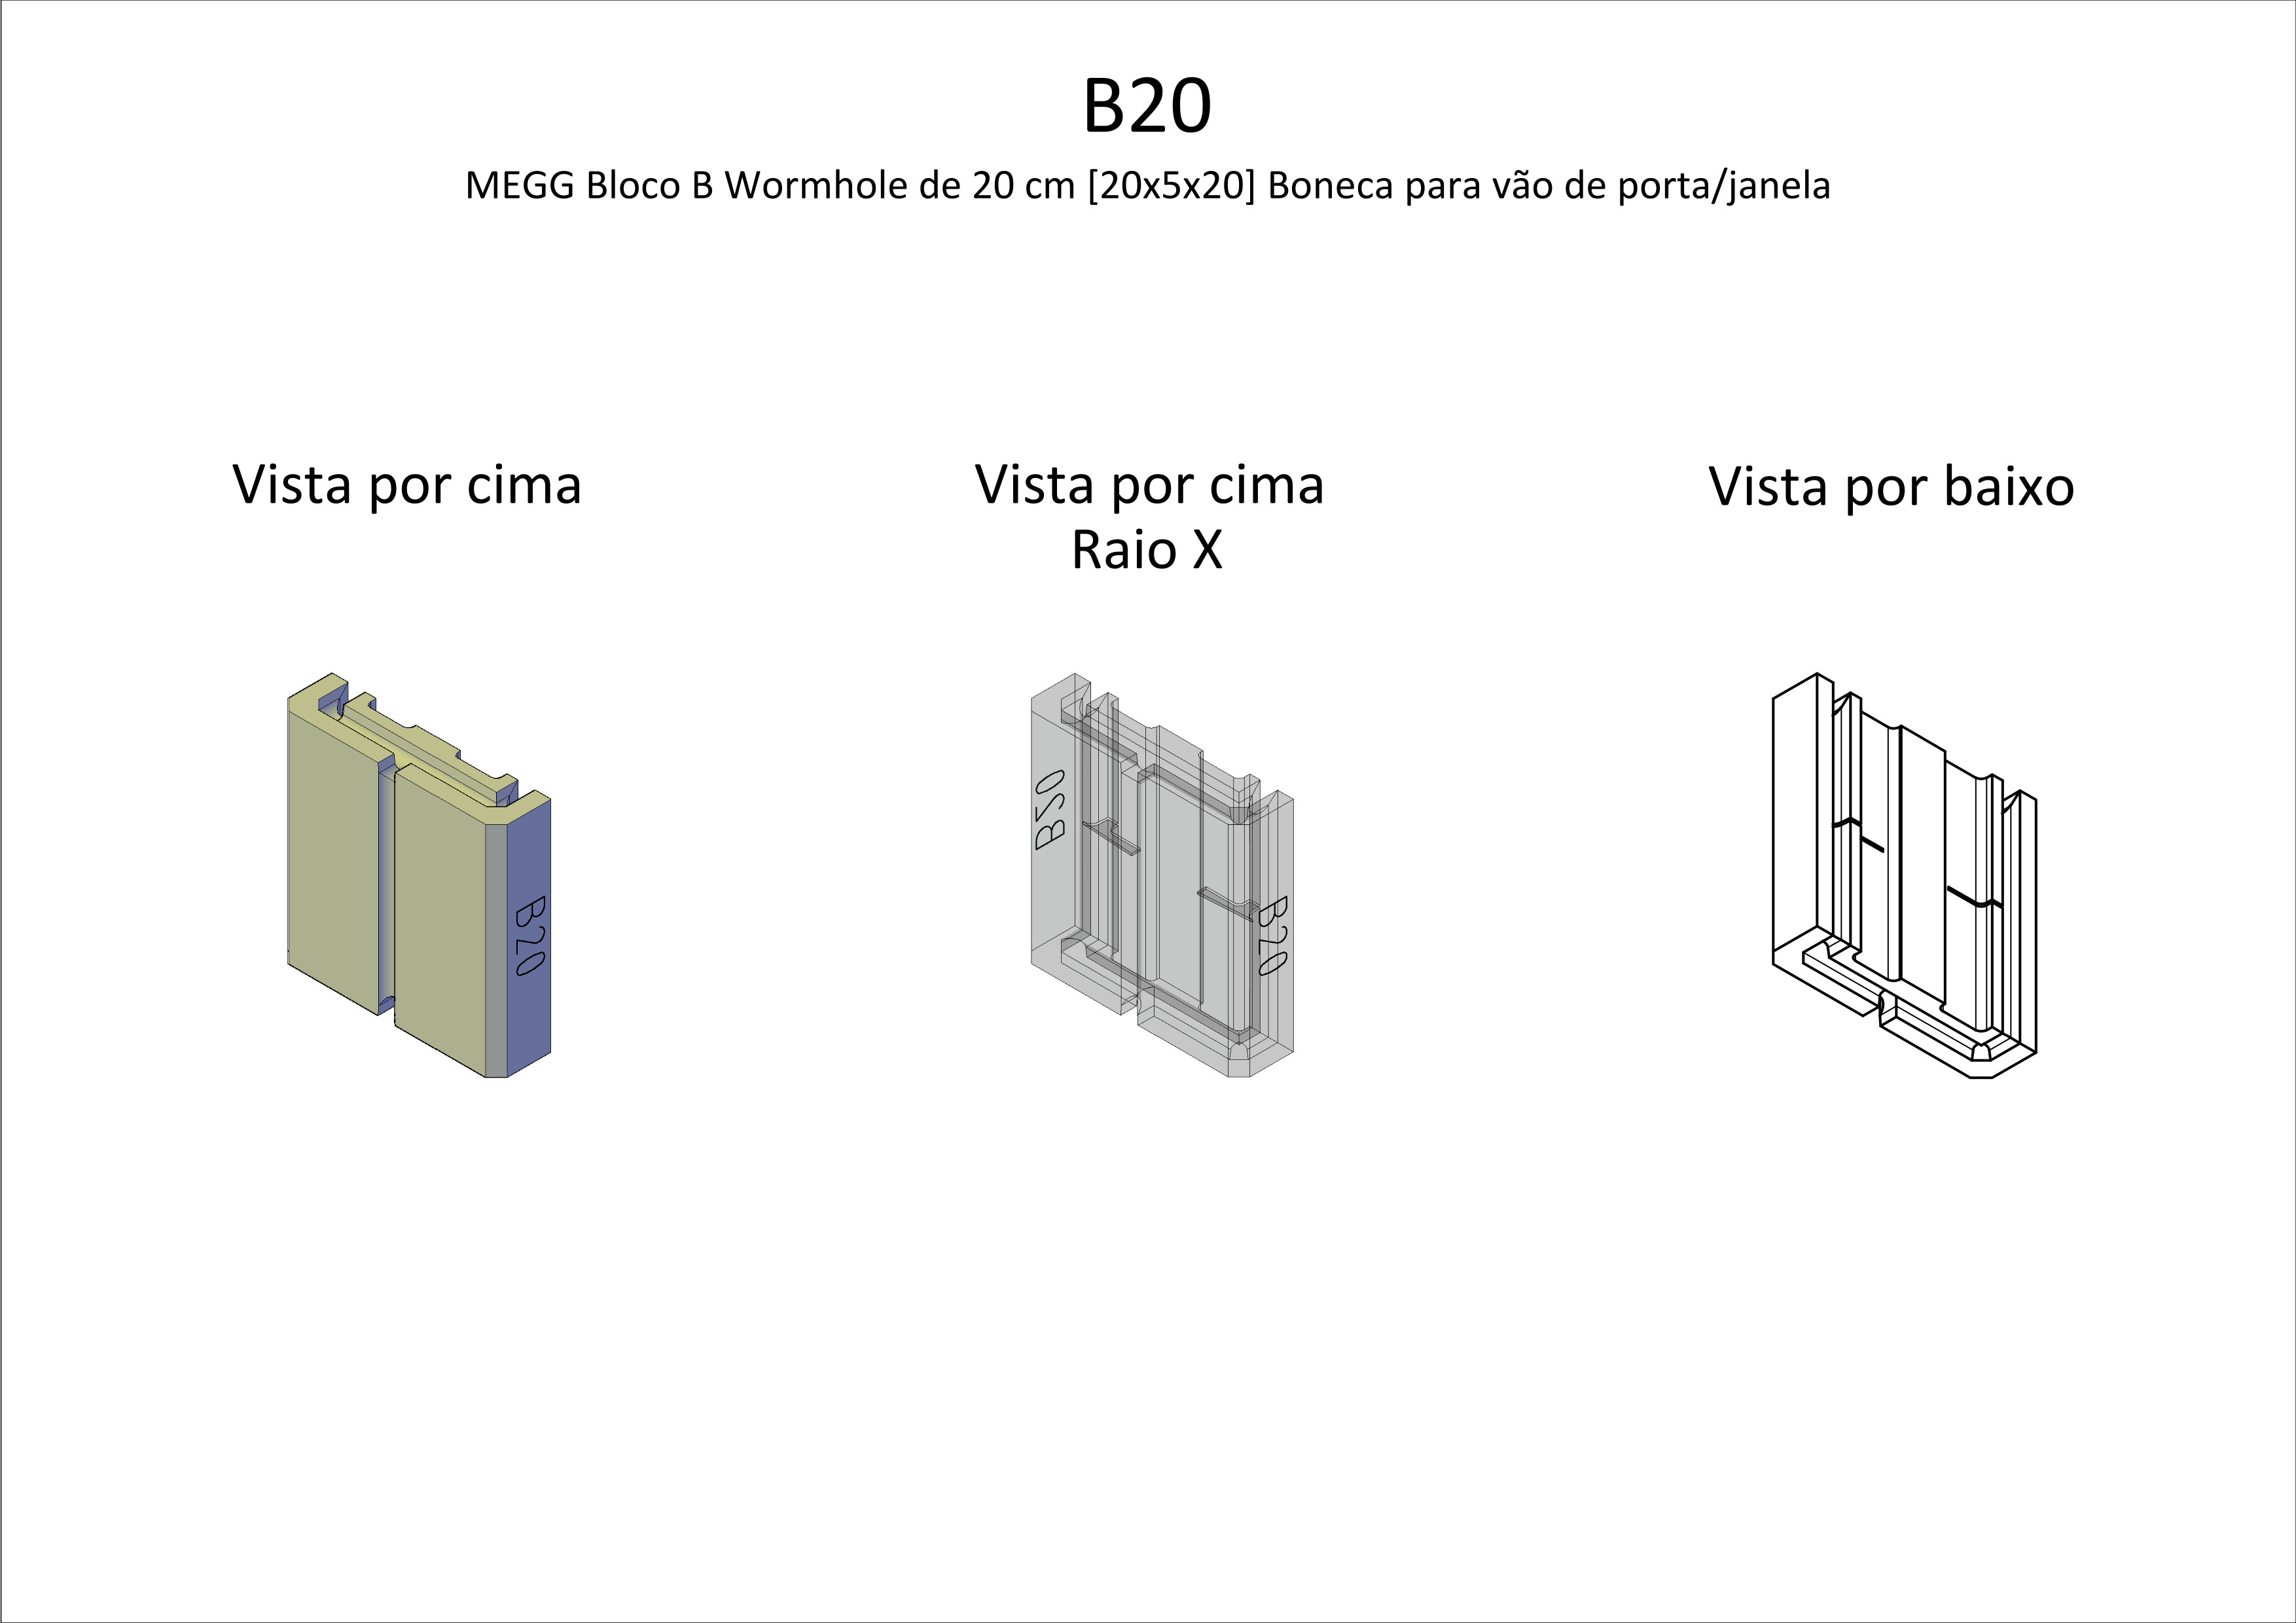 B20
MEGG Bloco B Wormhole de 20 cm [20x5x20] Boneca para vão de porta/janela
Vista por cima
Vista por cima
Raio X
Vista por baixo
B20
B20
B20